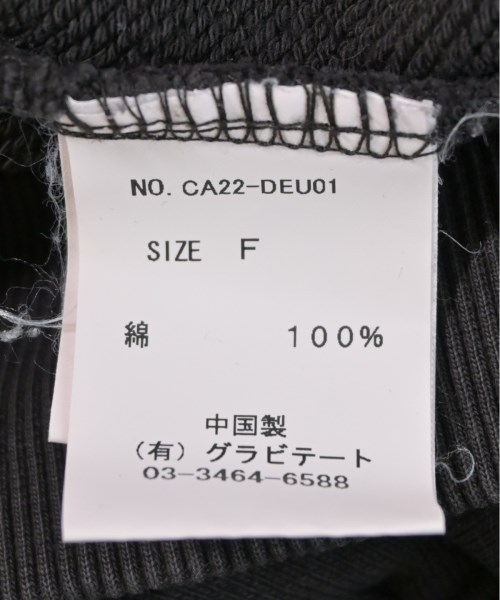 NO. CA22-DEU01
SIZE F
綿 100%
中国製
(有) グラビテート
03-3464-6588